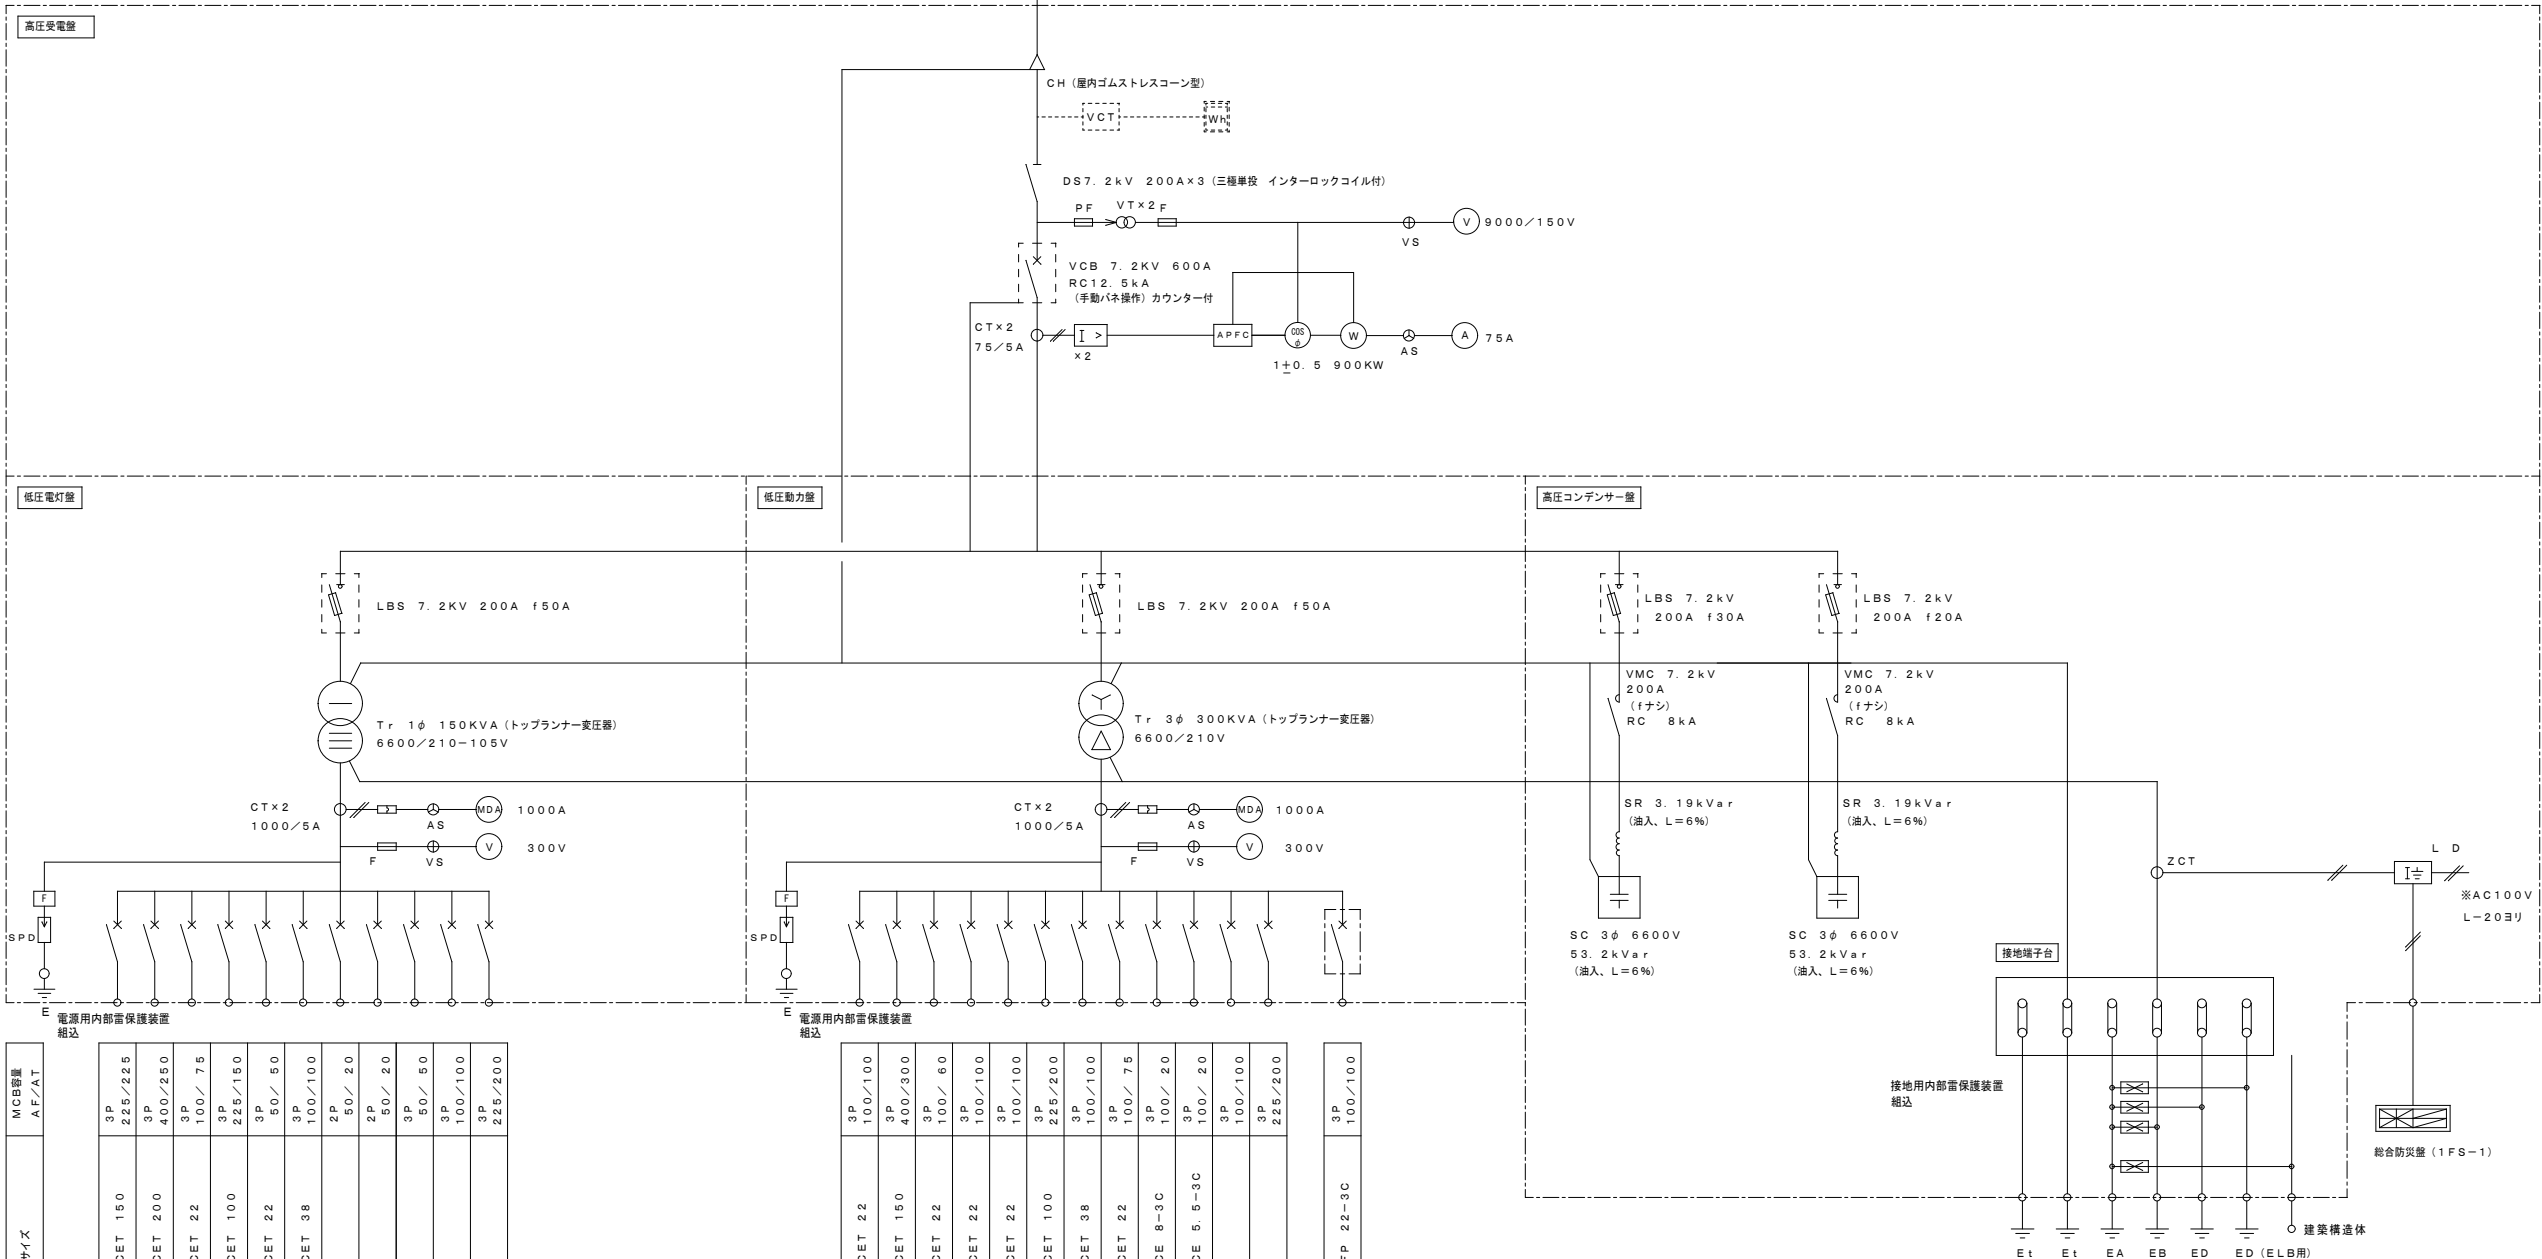 高圧受電盤
CH（屋内ゴムストレスコーン型）
VCT
Wh
DS7.2kV 200A×3（三極単投 インターロックコイル付）
PF
VT×2
F
VS
V
9000／150V
VCB 7.2KV 600A
RC12.5kA
（手動バネ操作）カウンター付
CT×2
75／5A
I >
×2
APFC
COS
φ
W
AS
A
75A
1±0.5 900KW
低圧電灯盤
低圧動力盤
高圧コンデンサー盤
LBS 7.2KV 200A f50A
LBS 7.2KV 200A f50A
LBS 7.2kV
200A f30A
LBS 7.2kV
200A f20A
Tr 1φ 150KVA（トップランナー変圧器）
6600／210－105V
Tr 3φ 300KVA（トップランナー変圧器）
6600／210V
VMC 7.2kV
200A
（fナシ）
RC 8kA
VMC 7.2kV
200A
（fナシ）
RC 8kA
CT×2
1000／5A
AS
MDA
1000A
F
VS
V
300V
CT×2
1000／5A
AS
MDA
1000A
F
VS
V
300V
SR 3.19kVar
（油入、L＝6％）
SR 3.19kVar
（油入、L＝6％）
ZCT
L D
I
※AC100V
L－20ヨリ
F
SPD
E
電源用内部雷保護装置
組込
F
SPD
E
電源用内部雷保護装置
組込
SC 3φ 6600V
53.2kVar
（油入、L＝6％）
SC 3φ 6600V
53.2kVar
（油入、L＝6％）
接地端子台
接地用内部雷保護装置
組込
総合防災盤（1FS－1）
建築構造体
Et
Et
EA
EB
ED
ED（ELB用）
MCB容量
AF／AT
3P
225／225
3P
400／250
3P
100／ 75
3P
225／150
3P
50／ 50
3P
100／100
2P
50／ 20
2P
50／ 20
3P
50／ 50
3P
100／100
3P
225／200
サイズ
CET 150
CET 200
CET 22
CET 100
CET 22
CET 38
3P
100／100
3P
400／300
3P
100／ 60
3P
100／100
3P
100／100
3P
225／200
3P
100／100
3P
100／ 75
3P
100／ 20
3P
100／ 20
3P
100／100
3P
225／200
3P
100／100
CET 22
CET 150
CET 22
CET 22
CET 22
CET 100
CET 38
CET 22
CE 8－3C
CE 5.5－3C
FP 22－3C